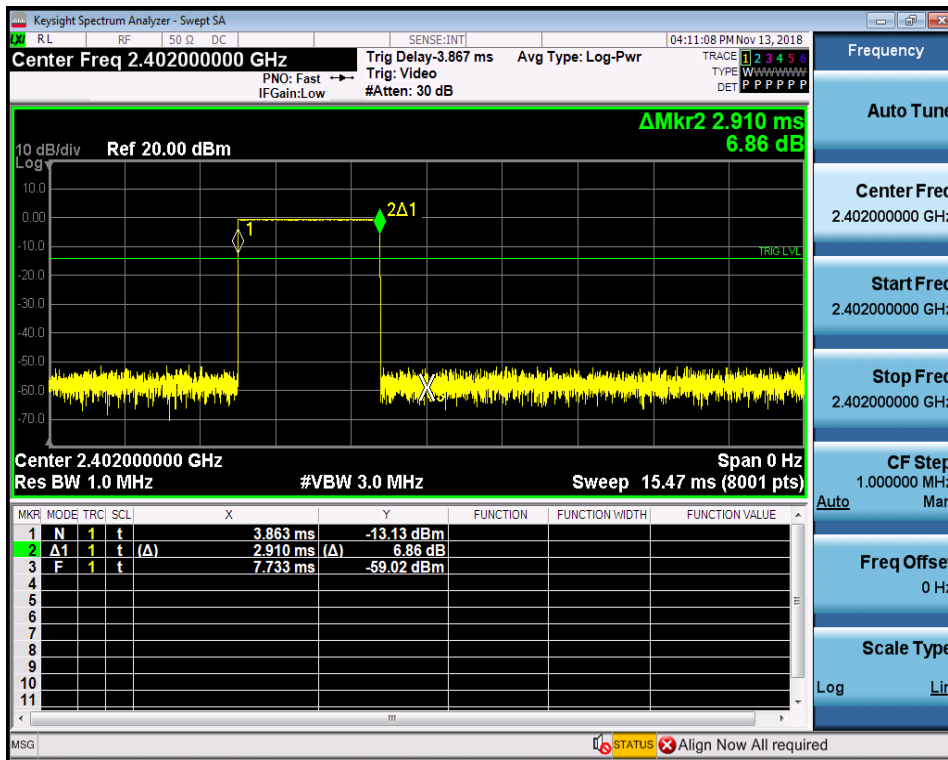 Keysight Spectrum Analyzer - Swept SA
LXI RL RF 50 Ω DC SENSE:INT 04:11:08 PM Nov 13, 2018
Center Freq 2.402000000 GHz
PNO: Fast
IFGain:Low
Trig Delay-3.867 ms
Trig: Video
#Atten: 30 dB
Avg Type: Log-Pwr
TRACE 1 2 3 4 5 6
TYPE WWWWWW
DET P P P P P P
ΔMkr2 2.910 ms
6.86 dB
10 dB/div Ref 20.00 dBm
Log
10.0
0.00
-10.0
-20.0
-30.0
-40.0
-50.0
-60.0
-70.0
1
2Δ1
TRIG LVL
Center 2.402000000 GHz Span 0 Hz
Res BW 1.0 MHz #VBW 3.0 MHz Sweep 15.47 ms (8001 pts)
MKR MODE TRC SCL X Y FUNCTION FUNCTION WIDTH FUNCTION VALUE
1 N 1 t 3.863 ms -13.13 dBm
2 Δ1 1 t (Δ) 2.910 ms (Δ) 6.86 dB
3 F 1 t 7.733 ms -59.02 dBm
4
5
6
7
8
9
10
11
MSG STATUS Align Now All required
Frequency
Auto Tune
Center Freq
2.402000000 GHz
Start Freq
2.402000000 GHz
Stop Freq
2.402000000 GHz
CF Step
1.000000 MHz
Auto Man
Freq Offset
0 Hz
Scale Type
Log Lin